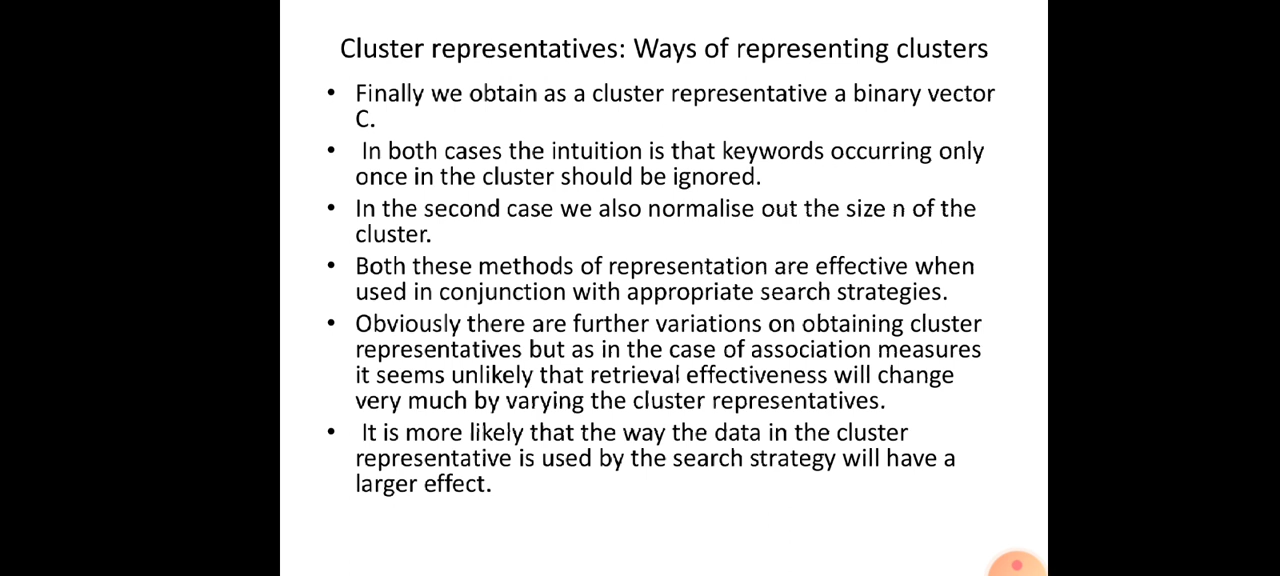 Cluster representatives: Ways of representing clusters
• Finally we obtain as a cluster representative a binary vector
C.
• In both cases the intuition is that keywords occurring only
once in the cluster should be ignored.
• In the second case we also normalise out the size n of the
cluster.
• Both these methods of representation are effective when
used in conjunction with appropriate search strategies.
• Obviously there are further variations on obtaining cluster
representatives but as in the case of association measures
it seems unlikely that retrieval effectiveness will change
very much by varying the cluster representatives.
• It is more likely that the way the data in the cluster
representative is used by the search strategy will have a
larger effect.